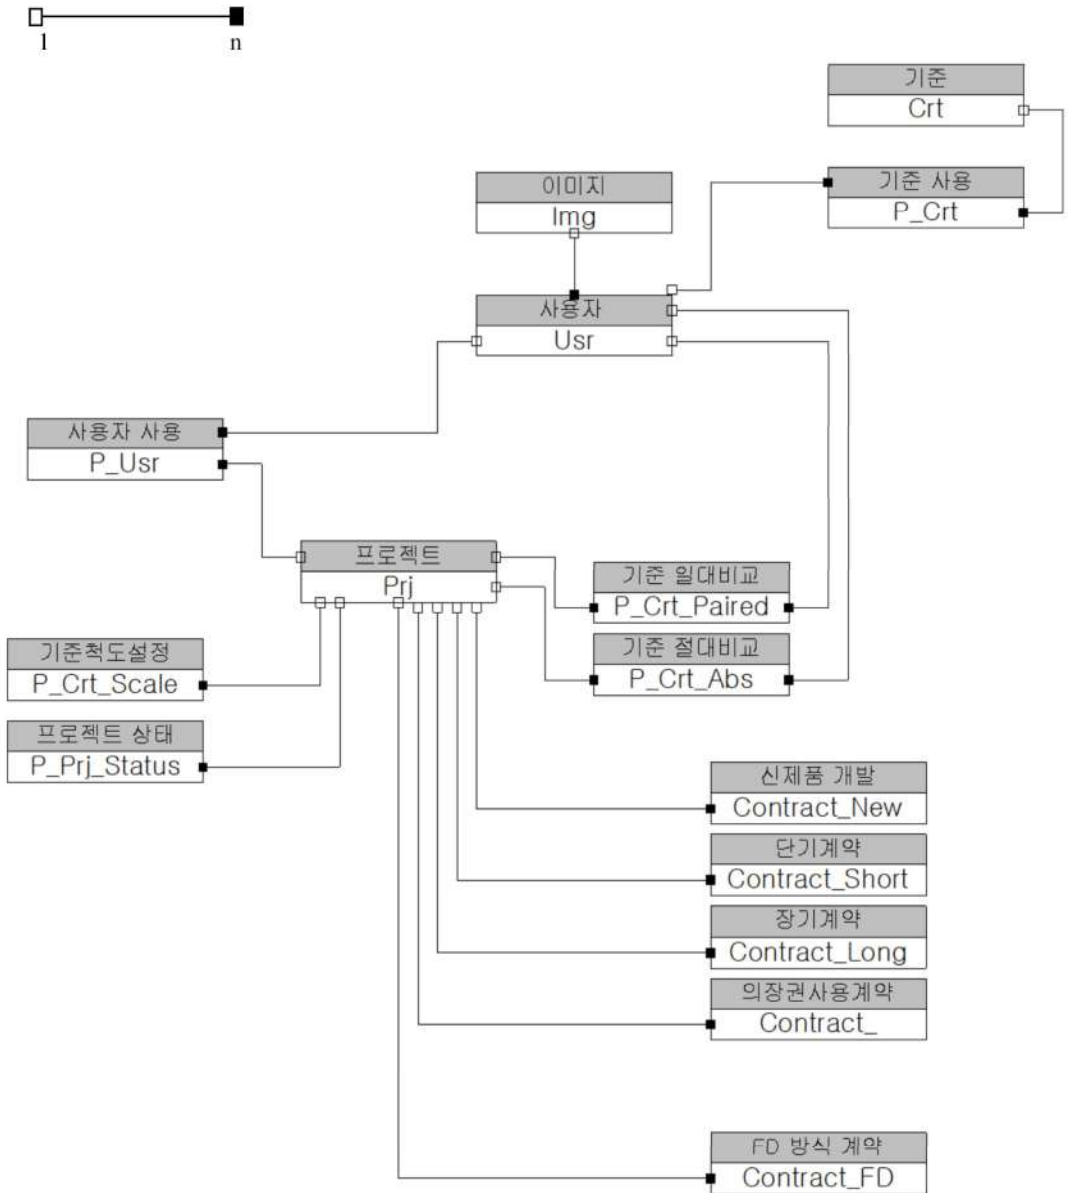 1 n
기준
Crt
기준 사용
P_Crt
이미지
Img
사용자
Usr
사용자 사용
P_Usr
프로젝트
Prj
기준 일대비교
P_Crt_Paired
기준 절대비교
P_Crt_Abs
기준척도설정
P_Crt_Scale
프로젝트 상태
P_Prj_Status
신제품 개발
Contract_New
단기계약
Contract_Short
장기계약
Contract_Long
의장권사용계약
Contract_
FD 방식 계약
Contract_FD